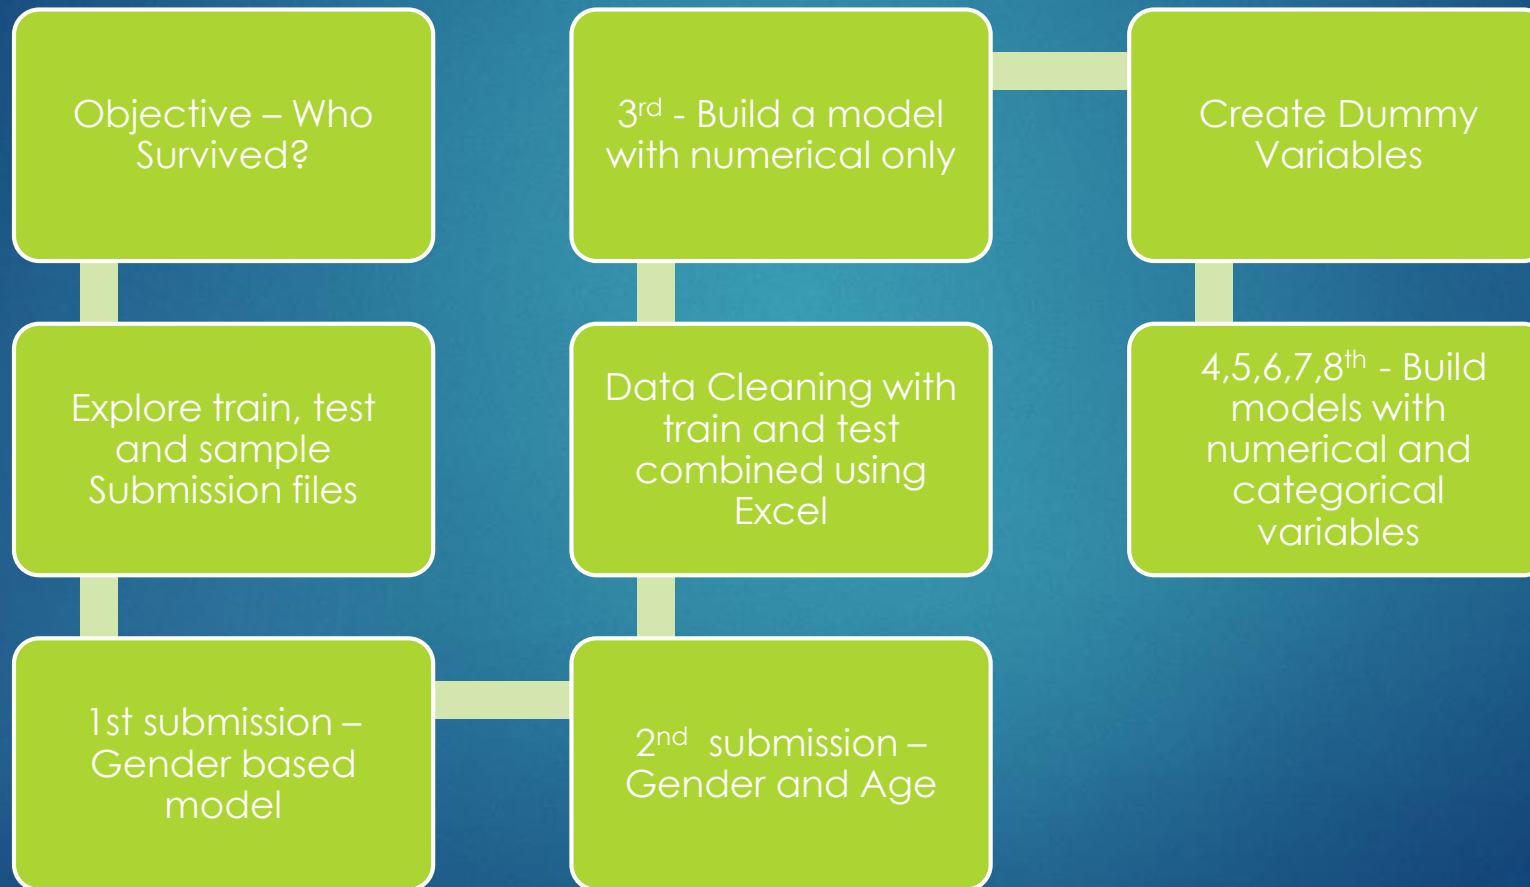 Objective – Who
Survived?
Explore train, test
and sample
Submission files
1st submission –
Gender based
model
2nd submission –
Gender and Age
Data Cleaning with
train and test
combined using
Excel
3rd - Build a model
with numerical only
Create Dummy
Variables
4,5,6,7,8th - Build
models with
numerical and
categorical
variables